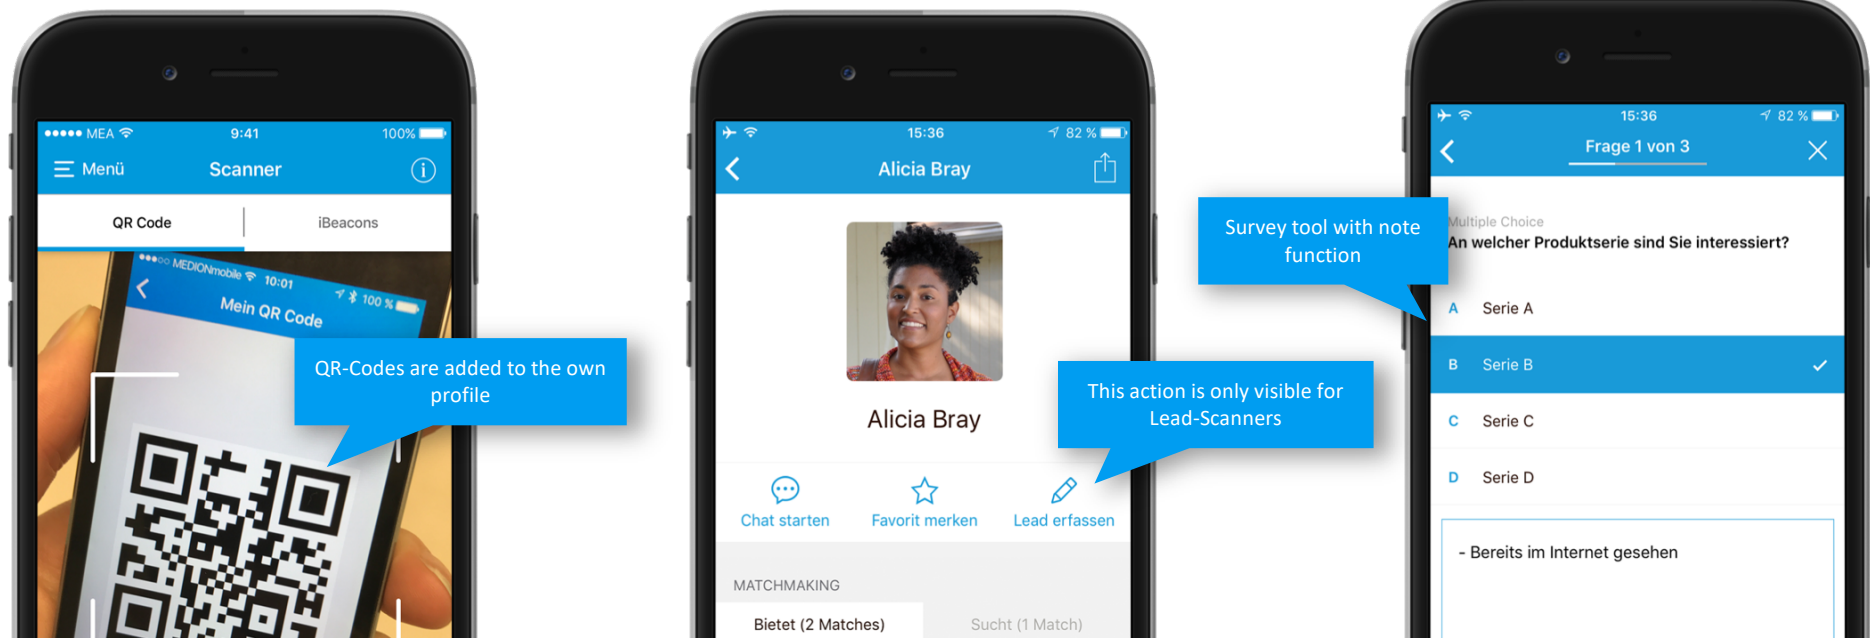 MEA
9:41
100%
Menü
Scanner
i
QR Code
iBeacons
MEDIONmobile
10:01
100 %
Mein QR Code
QR-Codes are added to the own
profile
15:36
82 %
Alicia Bray
Alicia Bray
This action is only visible for
Lead-Scanners
Chat starten
Favorit merken
Lead erfassen
MATCHMAKING
Bietet (2 Matches)
Sucht (1 Match)
15:36
82 %
Frage 1 von 3
Survey tool with note
function
Multiple Choice
An welcher Produktserie sind Sie interessiert?
A Serie A
B Serie B
C Serie C
D Serie D
- Bereits im Internet gesehen